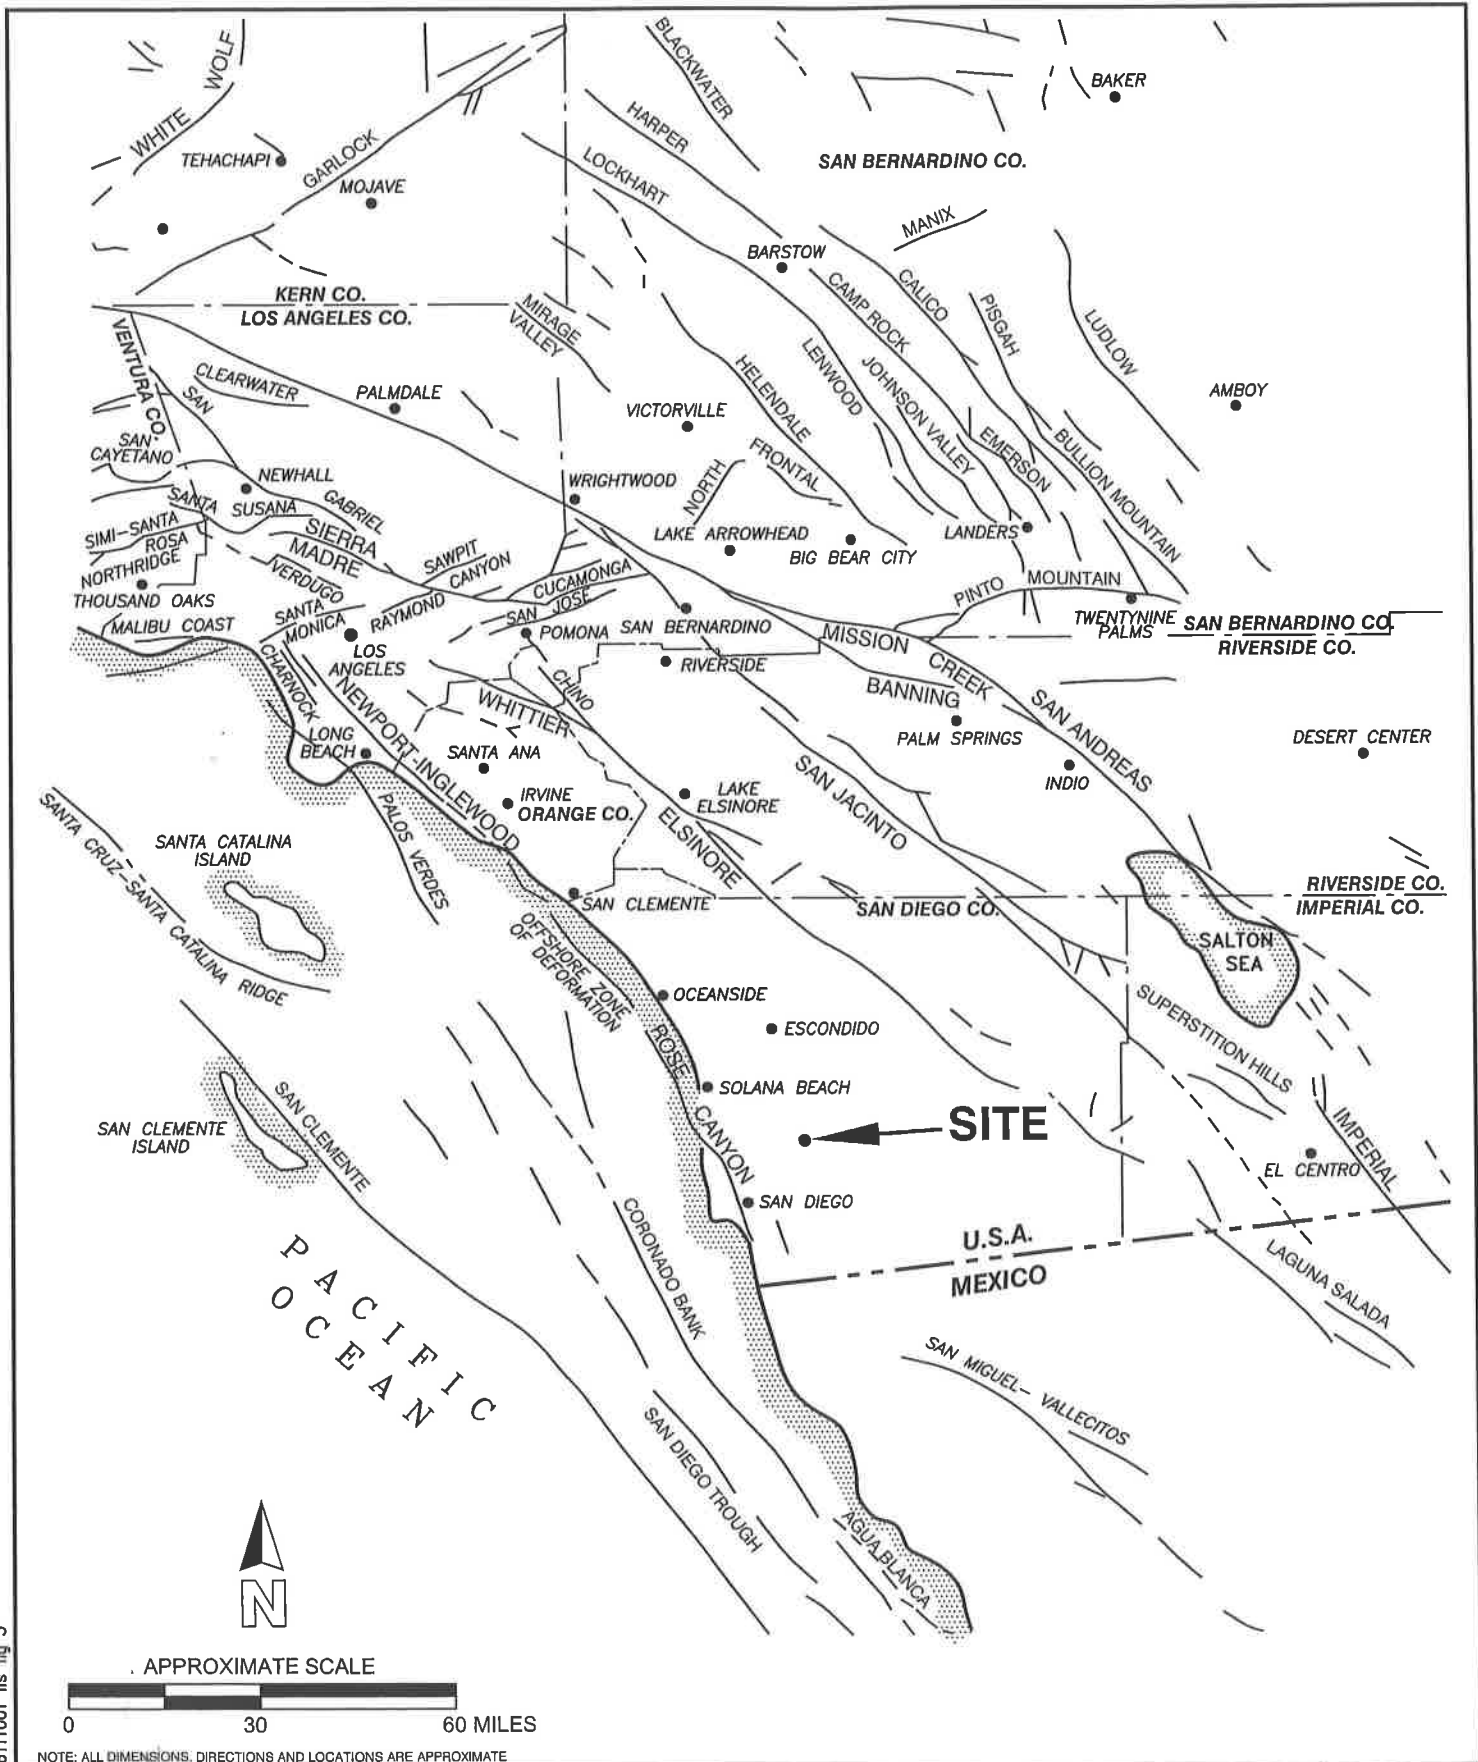 WHITE WOLF
BLACKWATER
BAKER
HARPER
TEHACHAPI
GARLOCK
MOJAVE
LOCKHART
SAN BERNARDINO CO.
MANIX
BARSTOW
KERN CO.
LOS ANGELES CO.
MIRAGE
VALLEY
CAMP ROCK
CALICO
PISGAH
LUDLOW
VENTURA CO.
CLEARWATER
SAN
PALMDALE
VICTORVILLE
HELENDALE
LENWOOD
JOHNSON VALLEY
AMBOY
SAN
CAYETANO
NEWHALL
GABRIEL
WRIGHTWOOD
NORTH
FRONTAL
EMERSON
BULLION MOUNTAIN
SANTA SUSANA
SIMI-SANTA
ROSA
SIERRA
MADRE
LAKE ARROWHEAD
BIG BEAR CITY
LANDERS
NORTHRIDGE
VERDUGO
SAWPIT
CANYON
CUCAMONGA
PINTO MOUNTAIN
THOUSAND OAKS
SANTA
MONICA
RAYMOND
SAN JOSE
TWENTYNINE
PALMS
MALIBU COAST
LOS
ANGELES
POMONA
SAN BERNARDINO
MISSION CREEK
SAN BERNARDINO CO.
RIVERSIDE CO.
CHARNOCK
RIVERSIDE
CHINO
BANNING
NEWPORT-INGLEWOOD
WHITTIER
SAN ANDREAS
LONG
BEACH
SANTA ANA
PALM SPRINGS
DESERT CENTER
INDIO
IRVINE
ORANGE CO.
LAKE
ELSINORE
SAN JACINTO
PALOS VERDES
ELSINORE
SANTA CRUZ-SANTA CATALINA RIDGE
SANTA CATALINA
ISLAND
SAN CLEMENTE
SAN DIEGO CO.
RIVERSIDE CO.
IMPERIAL CO.
OFFSHORE ZONE
OF DEFORMATION
SALTON
SEA
OCEANSIDE
ESCONDIDO
SUPERSTITION HILLS
ROSE CANYON
SOLANA BEACH
SAN CLEMENTE
ISLAND
SAN CLEMENTE
SITE
IMPERIAL
EL CENTRO
SAN DIEGO
CORONADO BANK
U.S.A.
MEXICO
LAGUNA SALADA
PACIFIC
OCEAN
SAN MIGUEL- VALLECITOS
SAN DIEGO TROUGH
AGUA BLANCA
N
APPROXIMATE SCALE
0 30 60 MILES
NOTE: ALL DIMENSIONS, DIRECTIONS AND LOCATIONS ARE APPROXIMATE